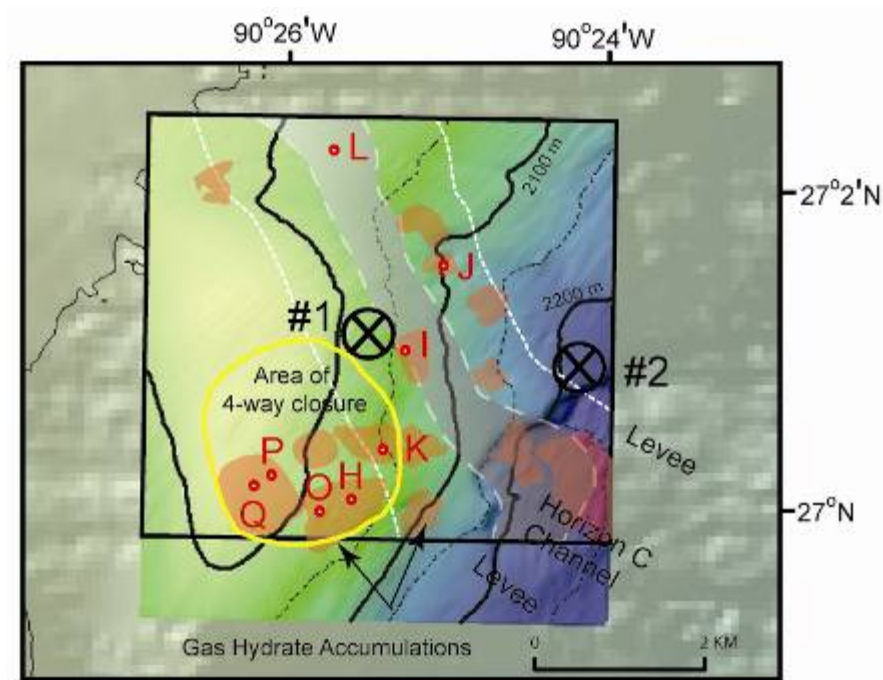 90°26'W
90°24'W
L
2100 m
27°2'N
J
2200 m
#1
I
#2
Area of
4-way closure
K
Levee
P
H
O
Q
27°N
Horizon C
Channel
Levee
Gas Hydrate Accumulations
0
2 KM